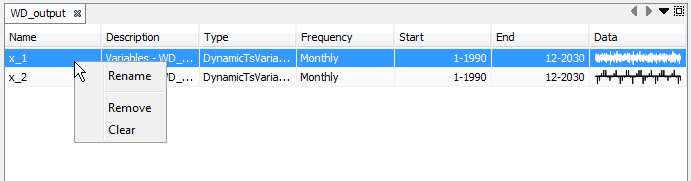 WD_output
Name Description Type Frequency Start End Data
x_1 Variables - WD_... DynamicTsVaria... Monthly 1-1990 12-2030
x_2 WD_... DynamicTsVaria... Monthly 1-1990 12-2030
Rename
Remove
Clear